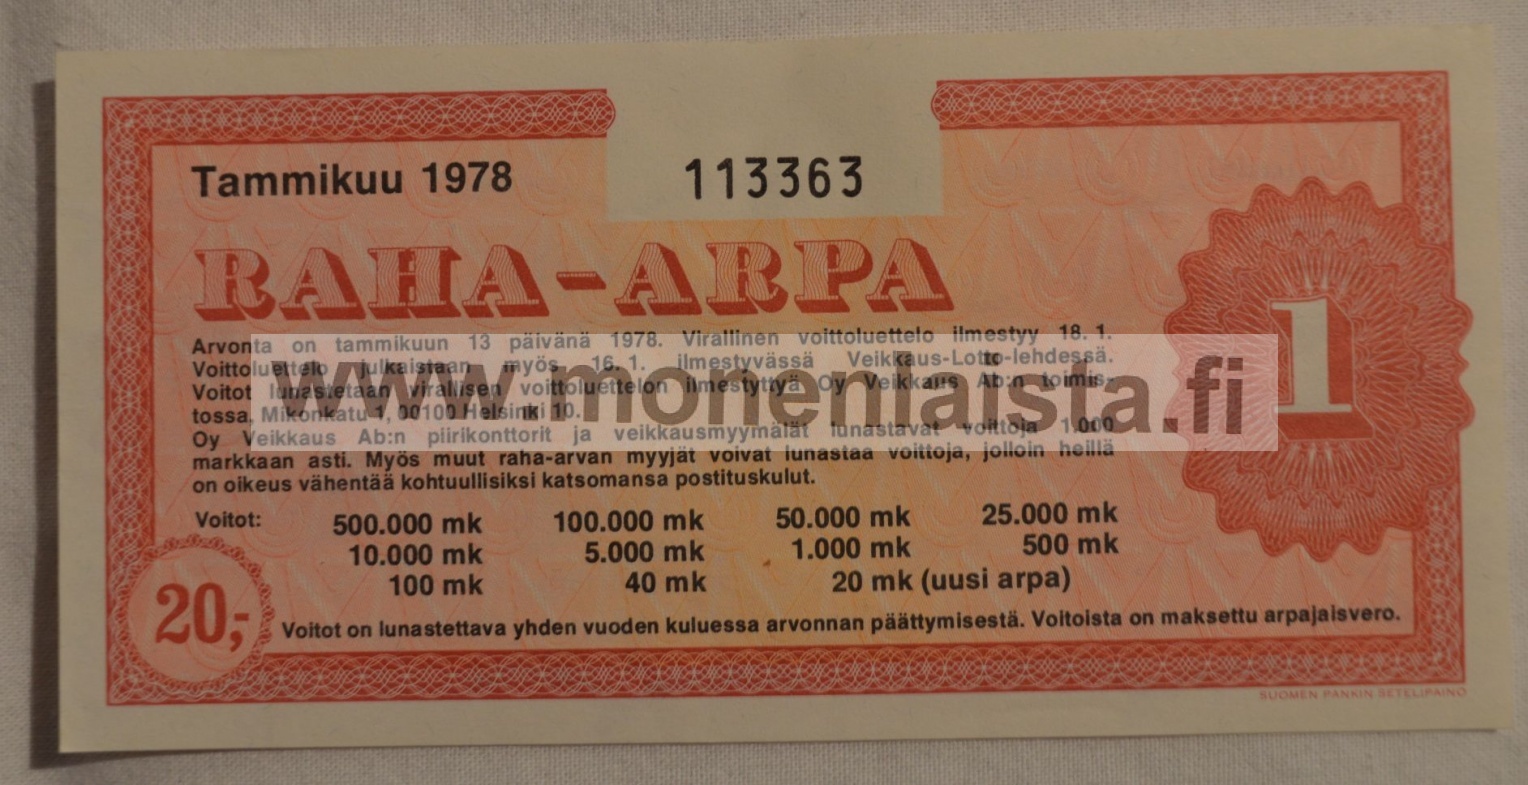 Tammikuu 1978
113363
RAHA-ARPA
1
Arvonta on tammikuun 13 päivänä 1978. Virallinen voittoluettelo ilmestyy 18.1.
Voittoluettelo julkaistaan myös 16.1. ilmestyvässä Veikkaus-Lotto-lehdessä.
Voitot lunastetaan virallisen voittoluettelon ilmestyttyä Oy Veikkaus Ab:n toimis-
tossa, Mikonkatu 1, 00100 Helsinki 10.
www.monenlaista.fi
Oy Veikkaus Ab:n piirikonttorit ja veikkausmyymälät lunastavat voittoja 1.000
markkaan asti. Myös muut raha-arvan myyjät voivat lunastaa voittoja, jolloin heillä
on oikeus vähentää kohtuullisiksi katsomansa postituskulut.
Voitot: 500.000 mk 100.000 mk 50.000 mk 25.000 mk
10.000 mk 5.000 mk 1.000 mk 500 mk
100 mk 40 mk 20 mk (uusi arpa)
20,-
Voitot on lunastettava yhden vuoden kuluessa arvonnan päättymisestä. Voitoista on maksettu arpajaisvero.
SUOMEN PANKIN SETELIPAINO